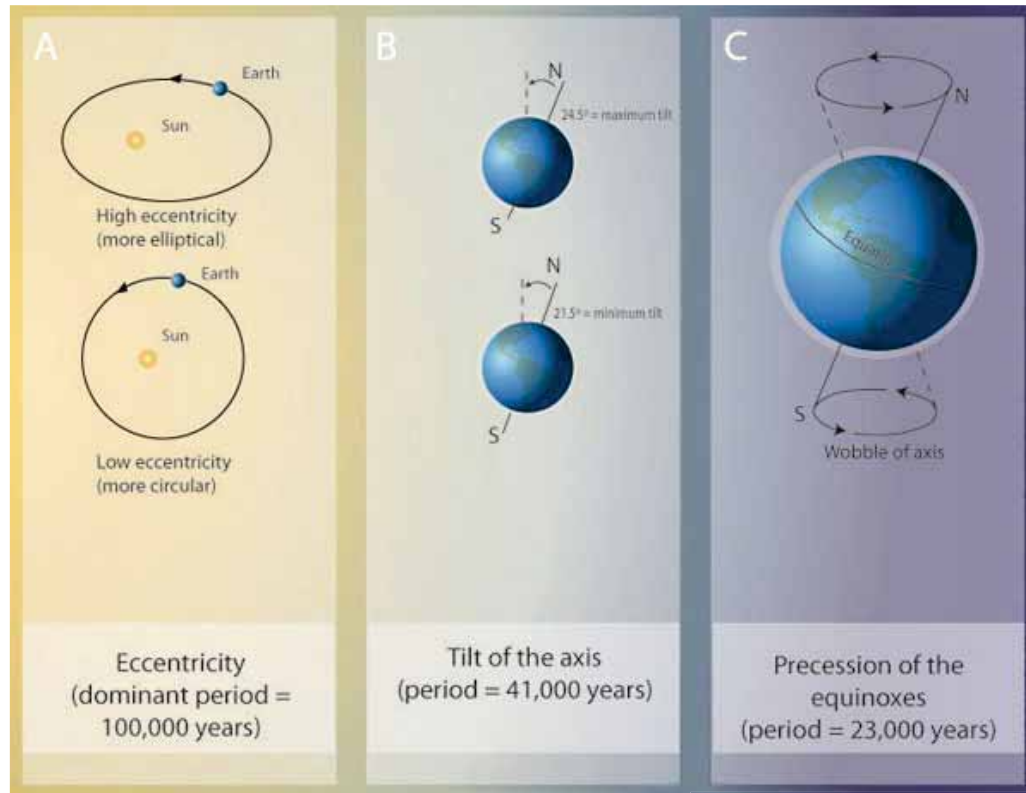 A
Earth
Sun
High eccentricity
(more elliptical)
Earth
Sun
Low eccentricity
(more circular)
Eccentricity
(dominant period =
100,000 years)
B
N
24.5º = maximum tilt
S
N
21.5º = minimum tilt
S
Tilt of the axis
(period = 41,000 years)
C
N
Equator
S
Wobble of axis
Precession of the
equinoxes
(period = 23,000 years)